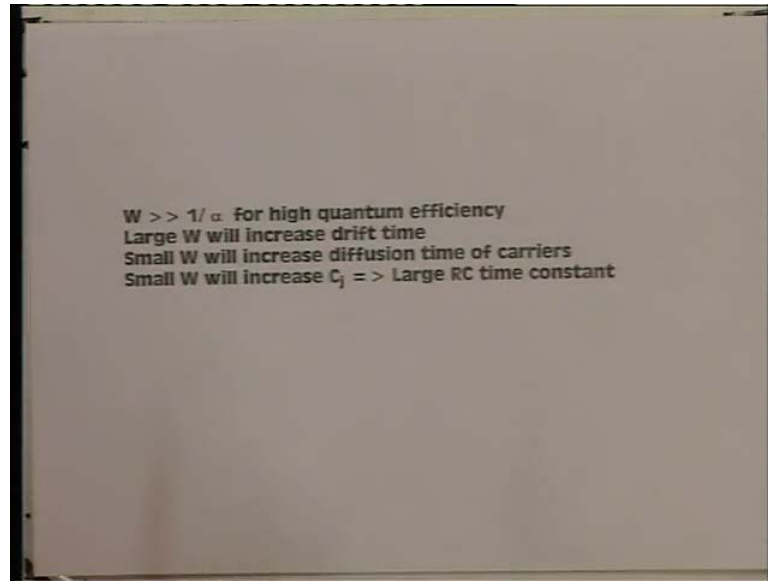 W >> 1/ α for high quantum efficiency
Large W will increase drift time
Small W will increase diffusion time of carriers
Small W will increase Cj = > Large RC time constant